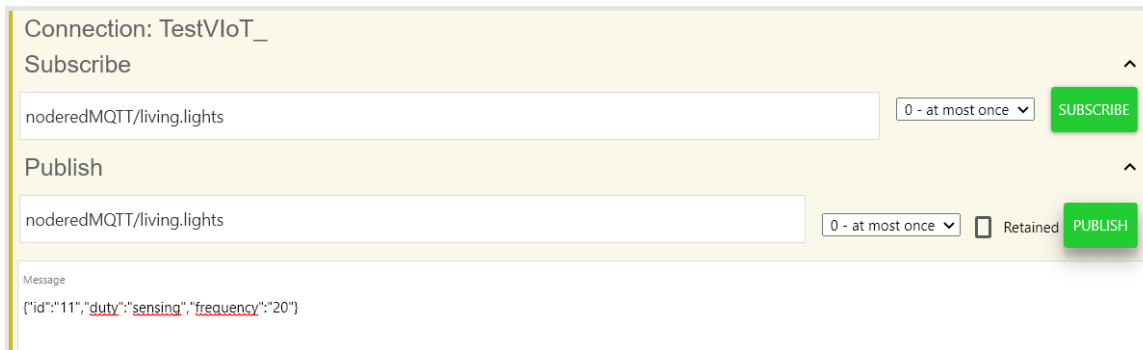 Connection: TestVIoT_
Subscribe
noderedMQTT/living.lights
0 - at most once
SUBSCRIBE
Publish
noderedMQTT/living.lights
0 - at most once
Retained
PUBLISH
Message
{"id":"11","duty":"sensing","frequency":"20"}